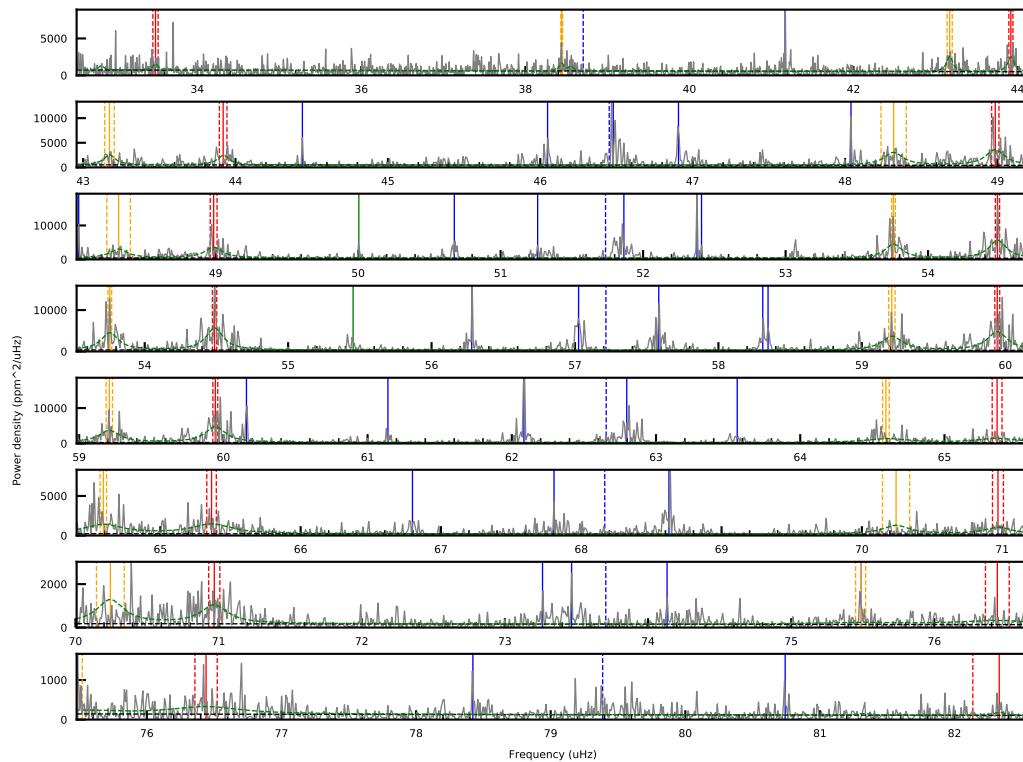 5000
0
34 36 38 40 42 44
10000
5000
0
43 44 45 46 47 48 49
10000
0
49 50 51 52 53 54
10000
0
54 55 56 57 58 59 60
10000
0
59 60 61 62 63 64 65
5000
0
65 66 67 68 69 70 71
2000
0
70 71 72 73 74 75 76
1000
0
76 77 78 79 80 81 82
Power density (ppm^2/uHz)
Frequency (uHz)